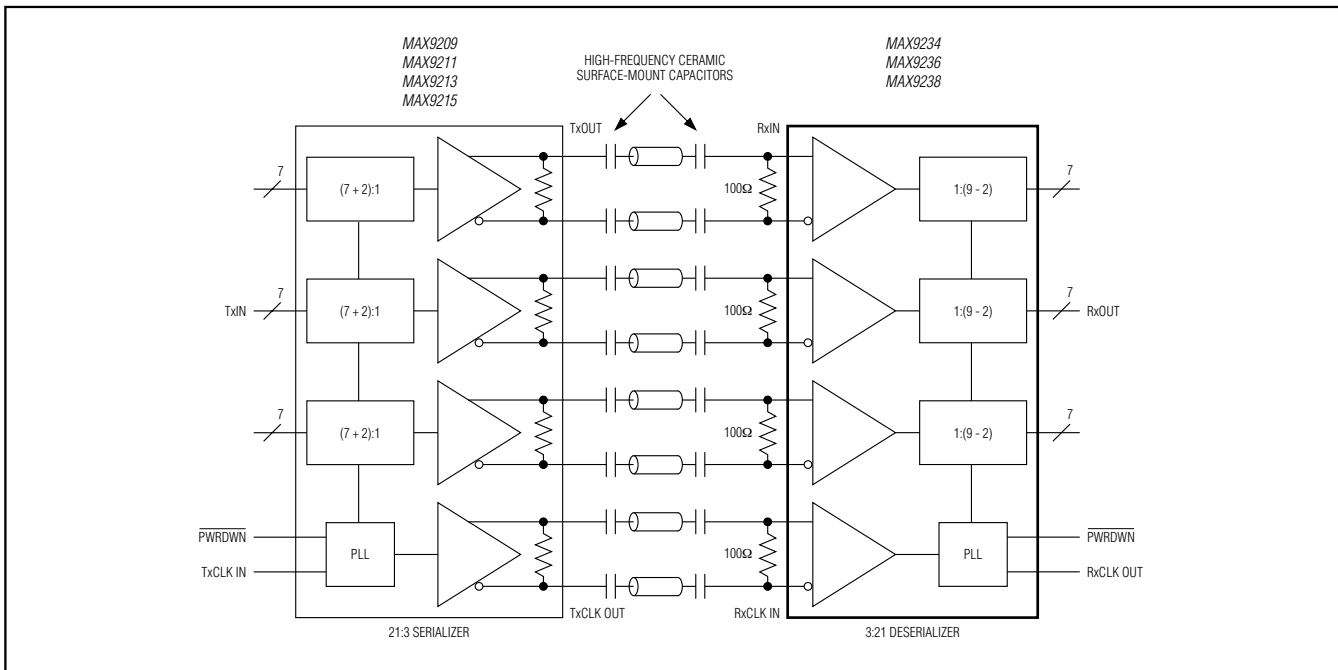 MAX9209
MAX9211
MAX9213
MAX9215
HIGH-FREQUENCY CERAMIC
SURFACE-MOUNT CAPACITORS
MAX9234
MAX9236
MAX9238
TxOUT
RxIN
7
(7 + 2):1
100Ω
1:(9 - 2)
7
7
TxIN
(7 + 2):1
100Ω
1:(9 - 2)
7
RxOUT
7
(7 + 2):1
100Ω
1:(9 - 2)
7
PWRDWN
TxCLK IN
PLL
100Ω
PLL
PWRDWN
RxCLK OUT
TxCLK OUT
RxCLK IN
21:3 SERIALIZER
3:21 DESERIALIZER